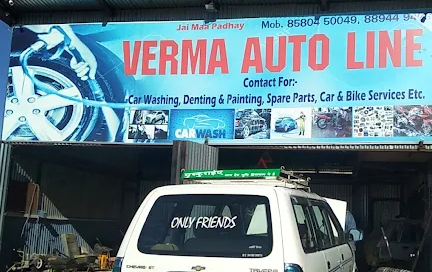 Jai Maa Padhay
Mob. 85804 50049, 88944
VERMA AUTO LINE
Contact For:-
Car Washing, Denting & Painting, Spare Parts, Car & Bike Services Etc.
CAR WASH
ONLY FRIENDS